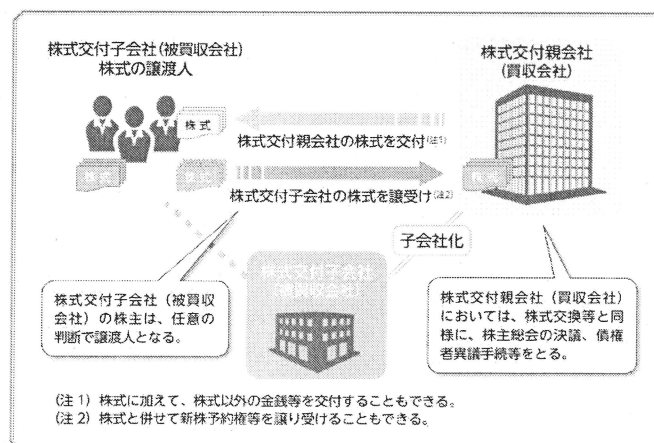 株式交付子会社(被買収会社)
株式の譲渡人
株式交付親会社
(買収会社)
株式
株式交付親会社の株式を交付(注1)
株式
株式
株式
株式交付子会社の株式を譲受け(注2)
子会社化
株式交付子会社
(被買収会社)
株式交付子会社(被買収
会社)の株主は、任意の
判断で譲渡人となる。
株式交付親会社(買収会社)
においては、株式交換等と同
様に、株主総会の決議、債権
者異議手続等をとる。
(注1) 株式に加えて、株式以外の金銭等を交付することもできる。
(注2) 株式と併せて新株予約権等を譲り受けることもできる。